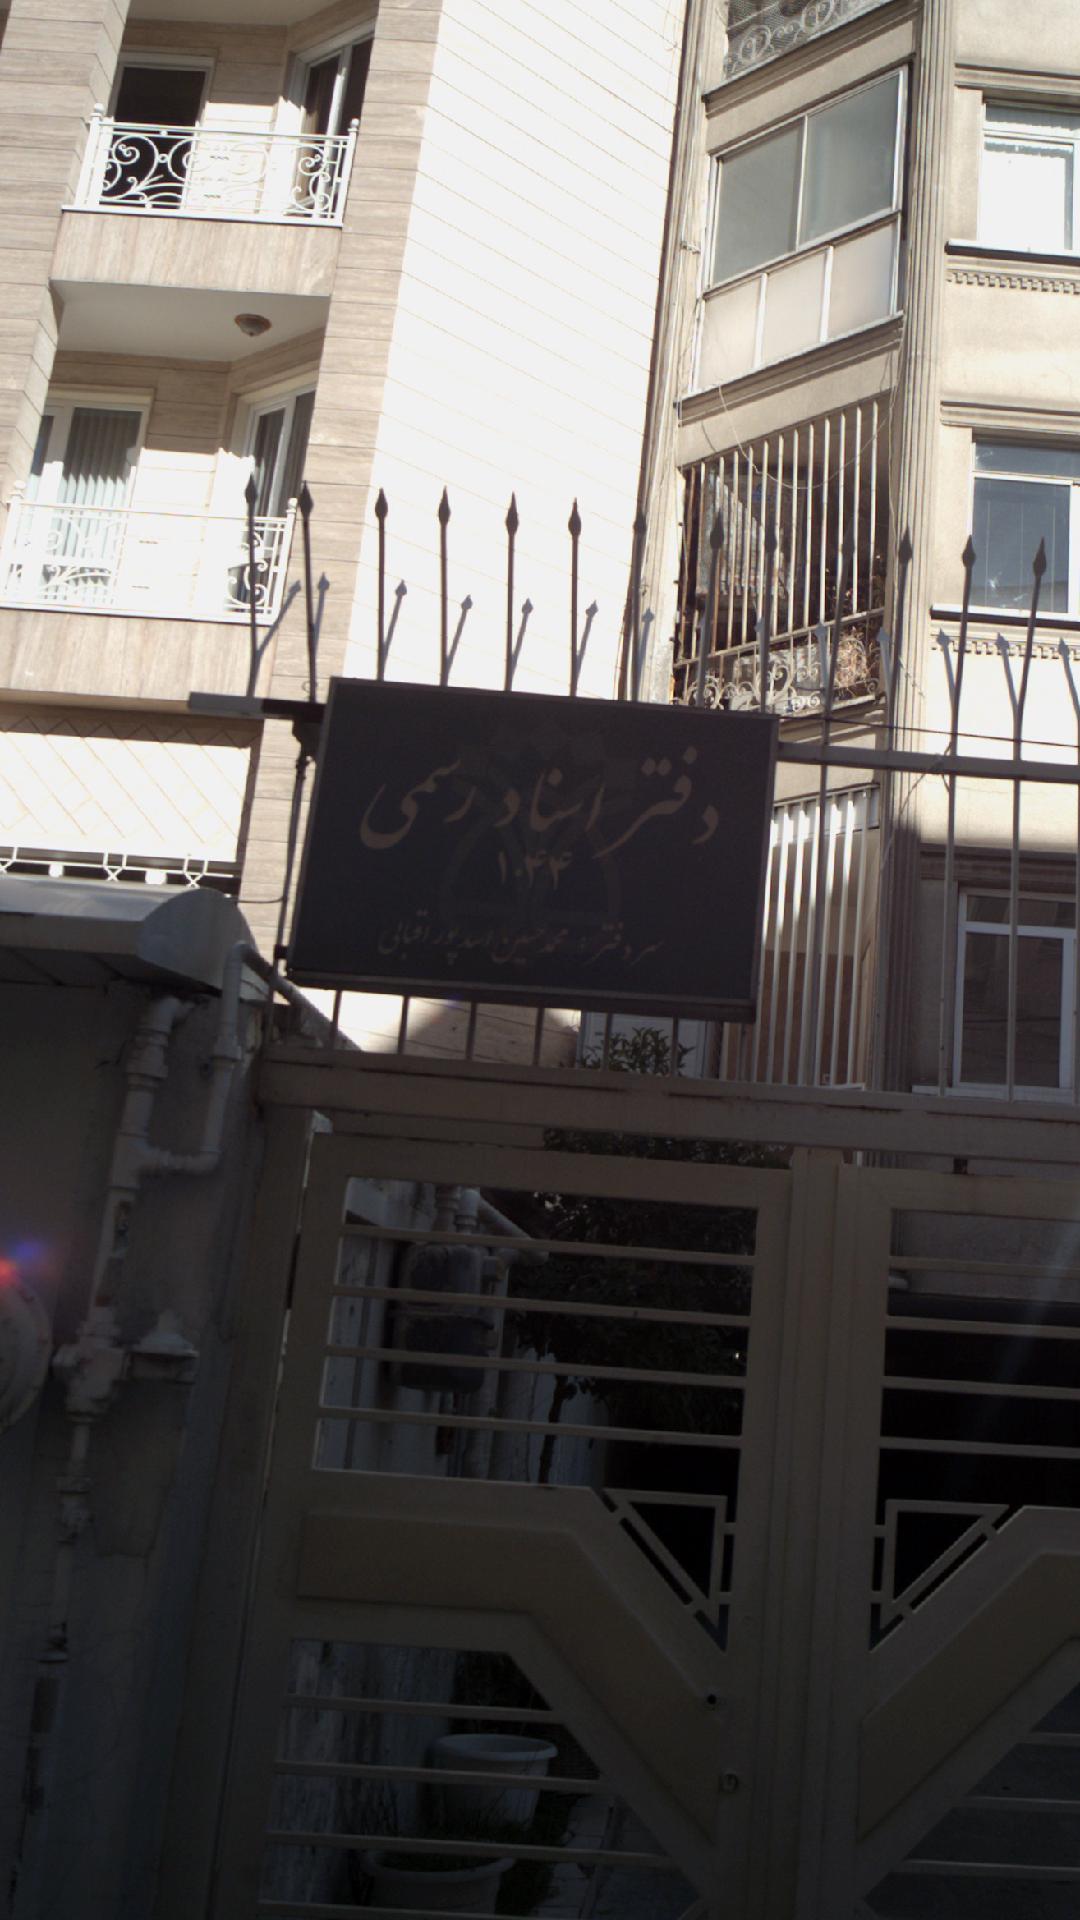 دفتر اسناد رسمی
۱۰۴۴
سردفتر: محمدحسین اسدپور اقبالی